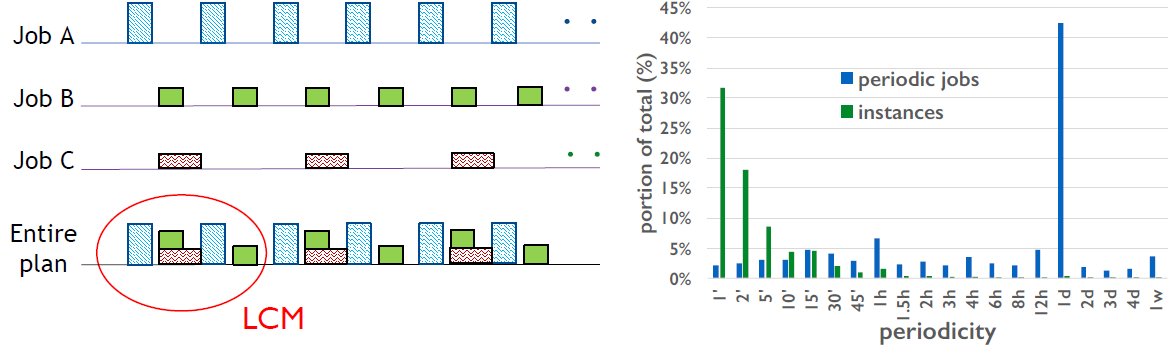 Job A
Job B
Job C
Entire
plan
LCM
45%
40%
35%
30%
25%
20%
15%
10%
5%
0%
portion of total (%)
periodic jobs
instances
1'
2'
5'
10'
15'
30'
45'
1h
1.5h
2h
3h
4h
6h
8h
12h
1d
2d
3d
4d
1w
periodicity